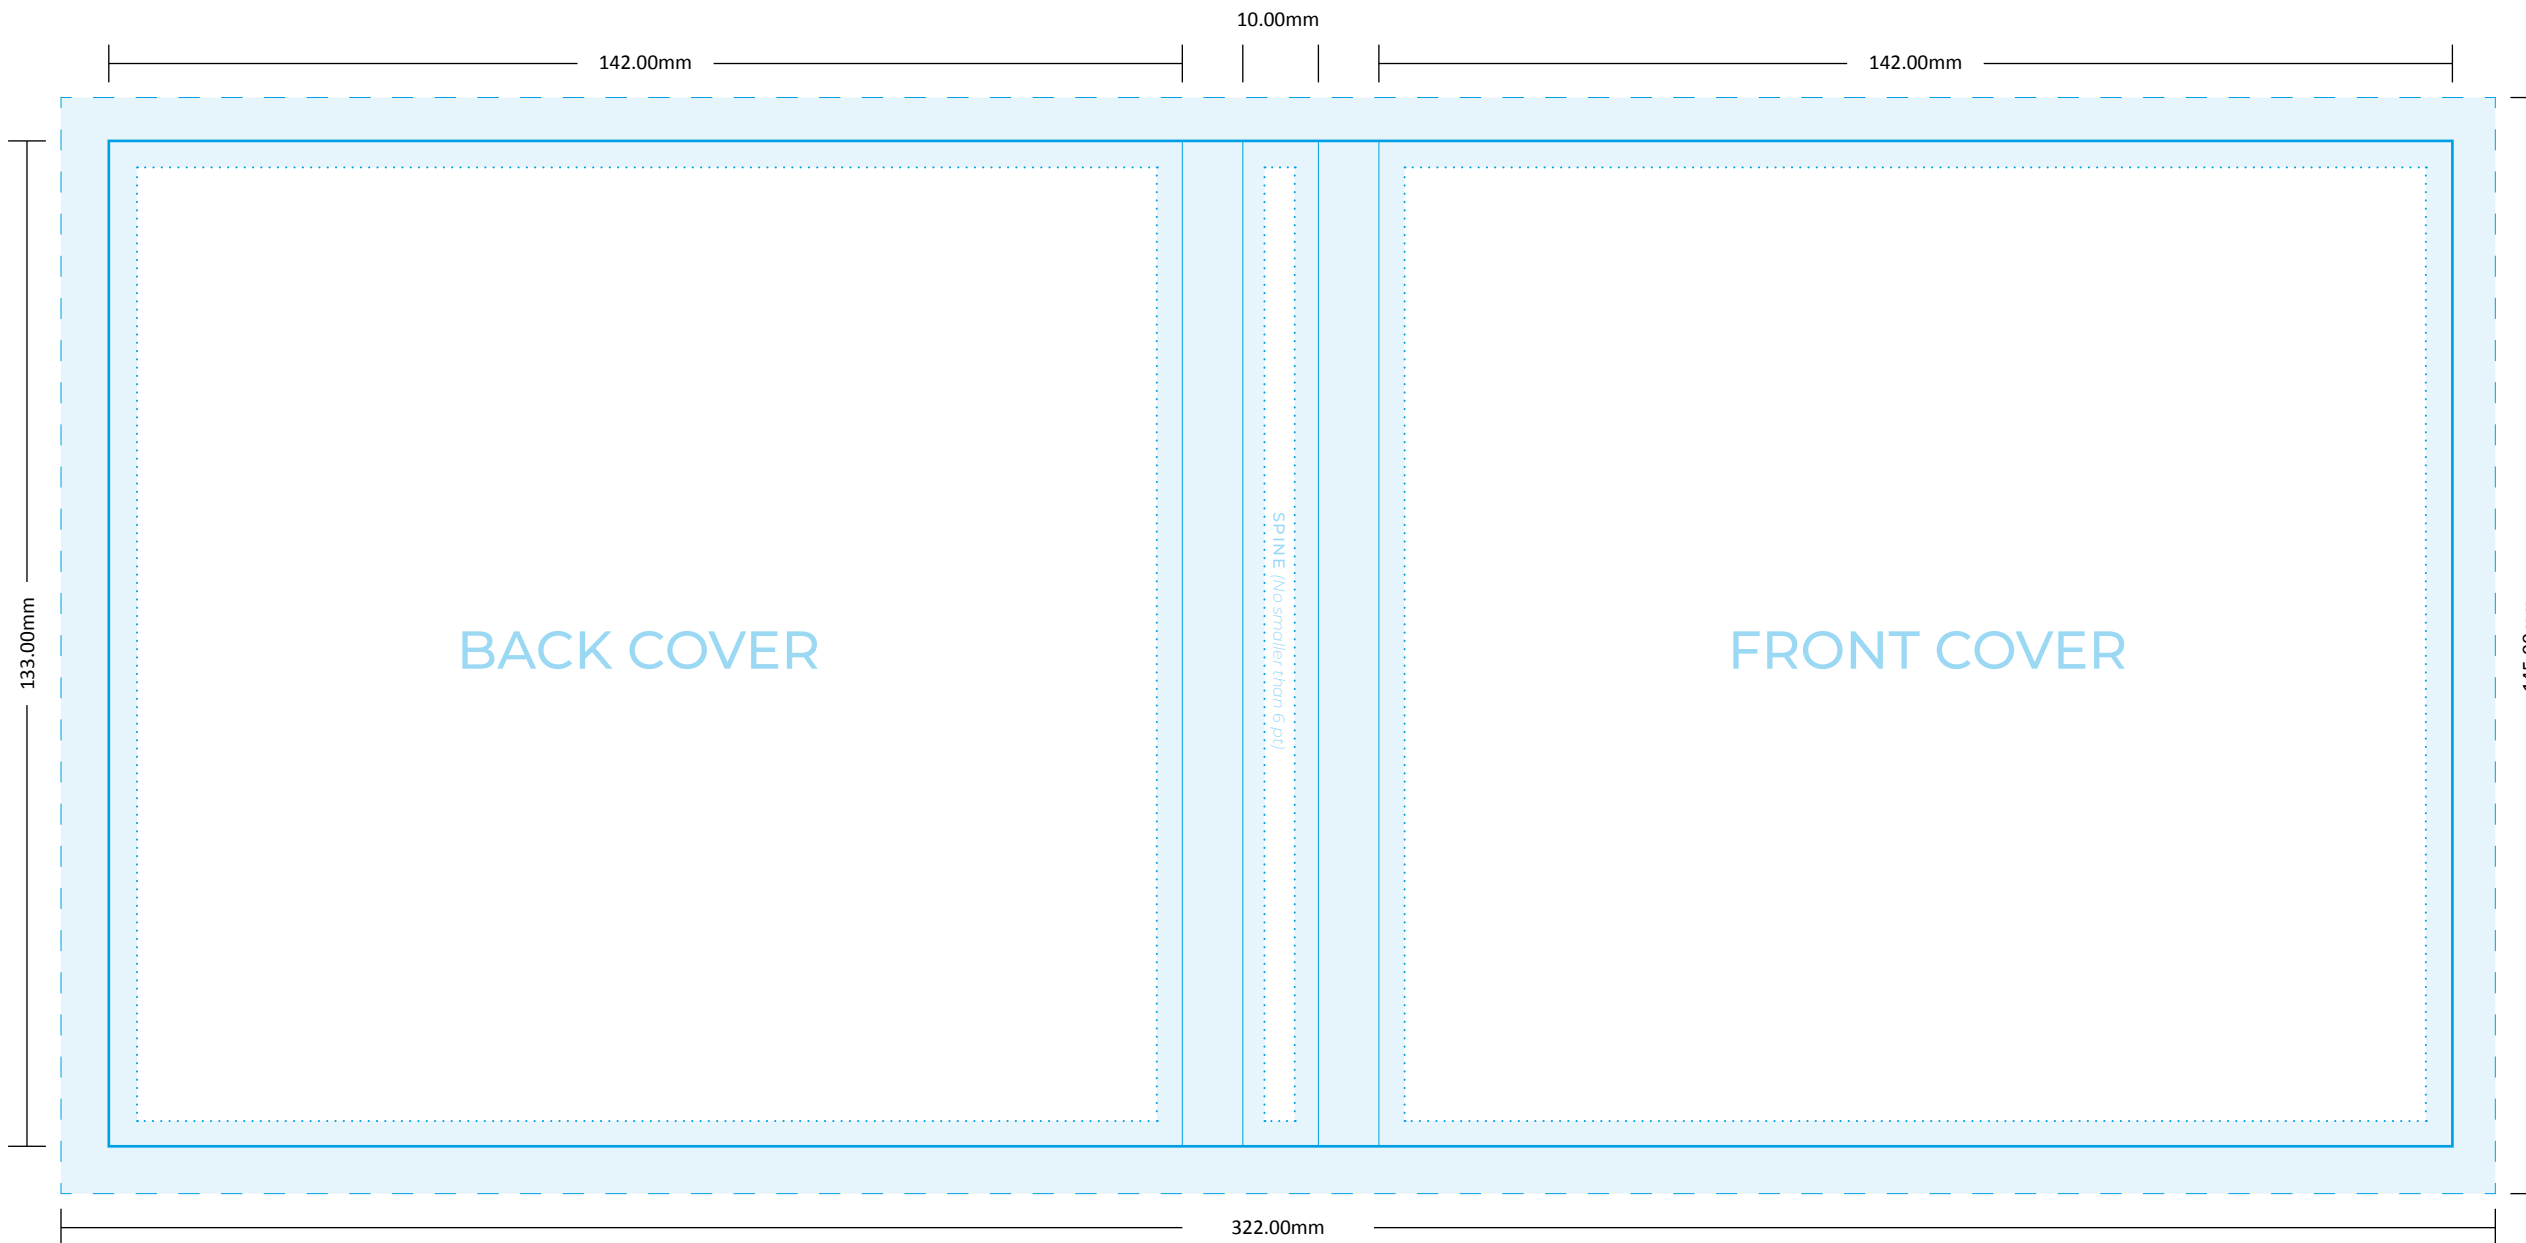 10.00mm
142.00mm
142.00mm
133.00mm
BACK COVER
SPINE (No smaller than 6 pt)
FRONT COVER
322.00mm